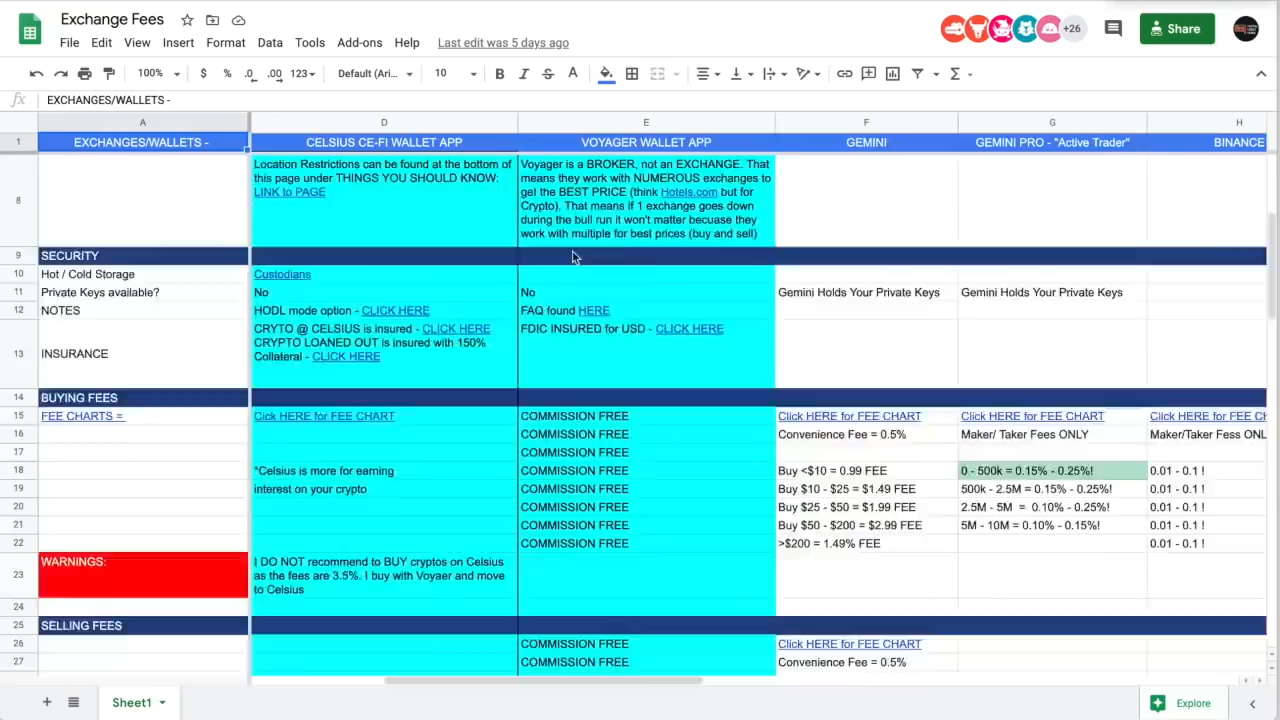 Exchange Fees
File Edit View Insert Format Data Tools Add-ons Help Last edit was 5 days ago
+26
Share
100% $ % .0 .00 123 Default (Ari... 10 B I S A
fx EXCHANGES/WALLETS -
A D E F G H
1 EXCHANGES/WALLETS - CELSIUS CE-FI WALLET APP VOYAGER WALLET APP GEMINI GEMINI PRO - "Active Trader" BINANCE
8
Location Restrictions can be found at the bottom of
this page under THINGS YOU SHOULD KNOW:
LINK to PAGE
Voyager is a BROKER, not an EXCHANGE. That
means they work with NUMEROUS exchanges to
get the BEST PRICE (think Hotels.com but for
Crypto). That means if 1 exchange goes down
during the bull run it won't matter becuase they
work with multiple for best prices (buy and sell)
9 SECURITY
10 Hot / Cold Storage Custodians
11 Private Keys available? No No Gemini Holds Your Private Keys Gemini Holds Your Private Keys
12 NOTES HODL mode option - CLICK HERE FAQ found HERE
13 INSURANCE
CRYTO @ CELSIUS is insured - CLICK HERE
CRYPTO LOANED OUT is insured with 150%
Collateral - CLICK HERE
FDIC INSURED for USD - CLICK HERE
14 BUYING FEES
15 FEE CHARTS = Cick HERE for FEE CHART COMMISSION FREE Click HERE for FEE CHART Click HERE for FEE CHART Click HERE for FEE CH
16 COMMISSION FREE Convenience Fee = 0.5% Maker/ Taker Fees ONLY Maker/Taker Fess ONL
17 COMMISSION FREE
18 *Celsius is more for earning COMMISSION FREE Buy <$10 = 0.99 FEE 0 - 500k = 0.15% - 0.25%! 0.01 - 0.1 !
19 interest on your crypto COMMISSION FREE Buy $10 - $25 = $1.49 FEE 500k - 2.5M = 0.15% - 0.25%! 0.01 - 0.1 !
20 COMMISSION FREE Buy $25 - $50 = $1.99 FEE 2.5M - 5M = 0.10% - 0.25%! 0.01 - 0.1 !
21 COMMISSION FREE Buy $50 - $200 = $2.99 FEE 5M - 10M = 0.10% - 0.15%! 0.01 - 0.1 !
22 COMMISSION FREE >$200 = 1.49% FEE 0.01 - 0.1 !
23 WARNINGS:
I DO NOT recommend to BUY cryptos on Celsius
as the fees are 3.5%. I buy with Voyaer and move
to Celsius
24
25 SELLING FEES
26 COMMISSION FREE Click HERE for FEE CHART
27 COMMISSION FREE Convenience Fee = 0.5%
Sheet1
Explore